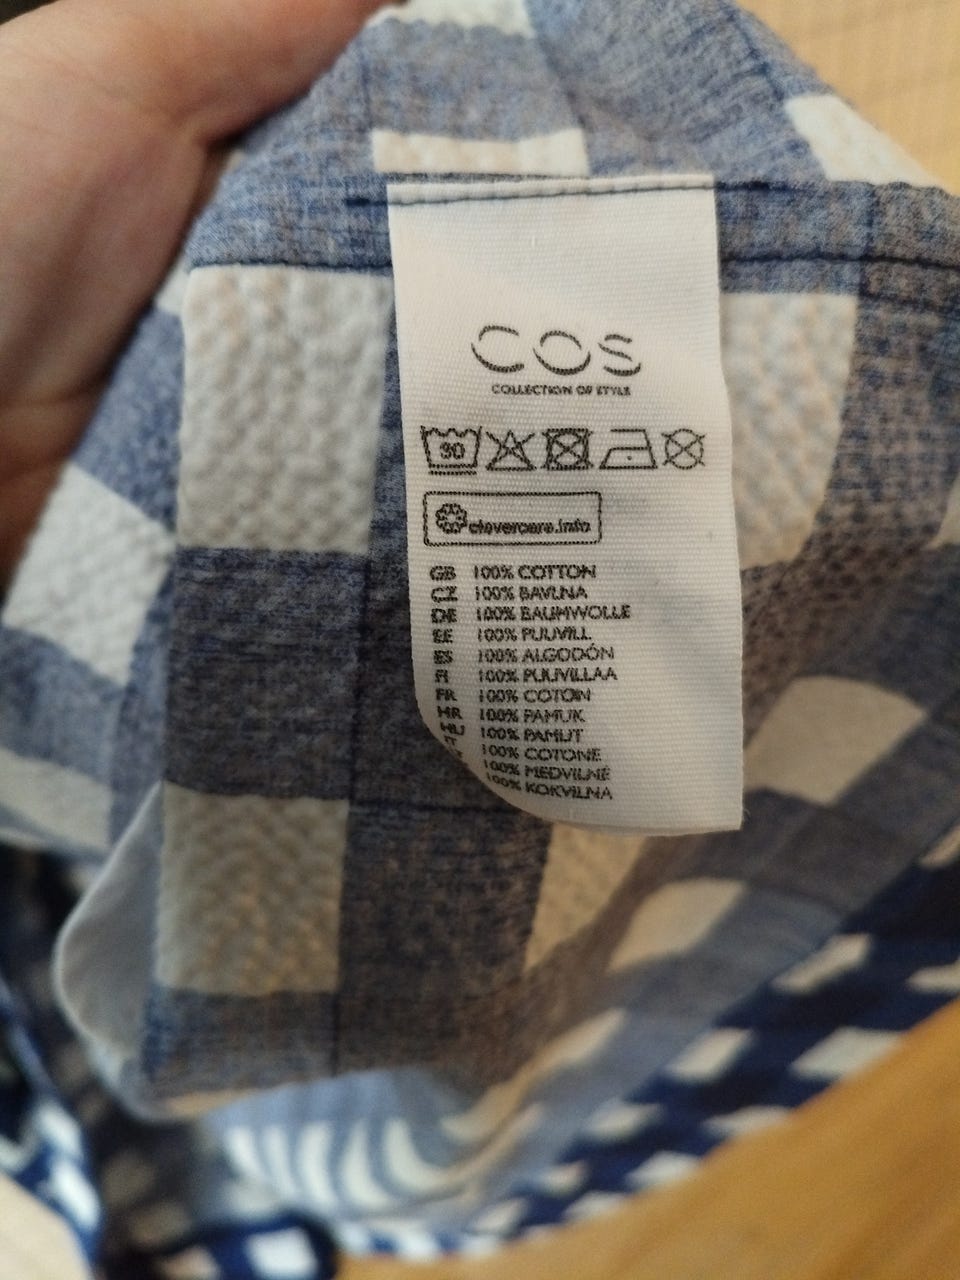 COS
COLLECTION OF STYLE
30
clevercare.info
GB 100% COTTON
CZ 100% BAVLNA
DE 100% BAUMWOLLE
EE 100% PUUVILL
ES 100% ALGODÓN
FI 100% PUUVILLAA
FR 100% COTON
HR 100% PAMUK
HU 100% PAMUT
IT 100% COTONE
100% MEDVILNĖ
100% KOKVILNA